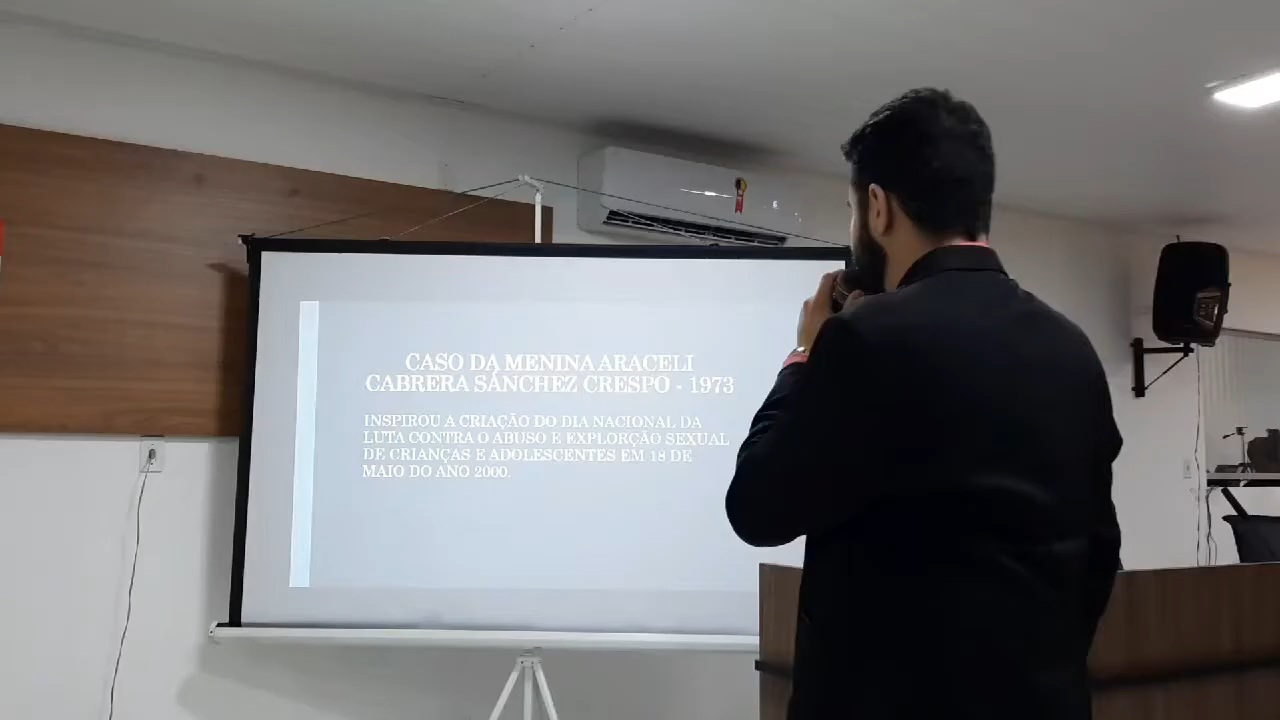 CASO DA MENINA ARACELI
CABRERA SÁNCHEZ CRESPO - 1973
INSPIROU A CRIAÇÃO DO DIA NACIONAL DA
LUTA CONTRA O ABUSO E EXPLORÇÃO SEXUAL
DE CRIANÇAS E ADOLESCENTES EM 18 DE
MAIO DO ANO 2000.